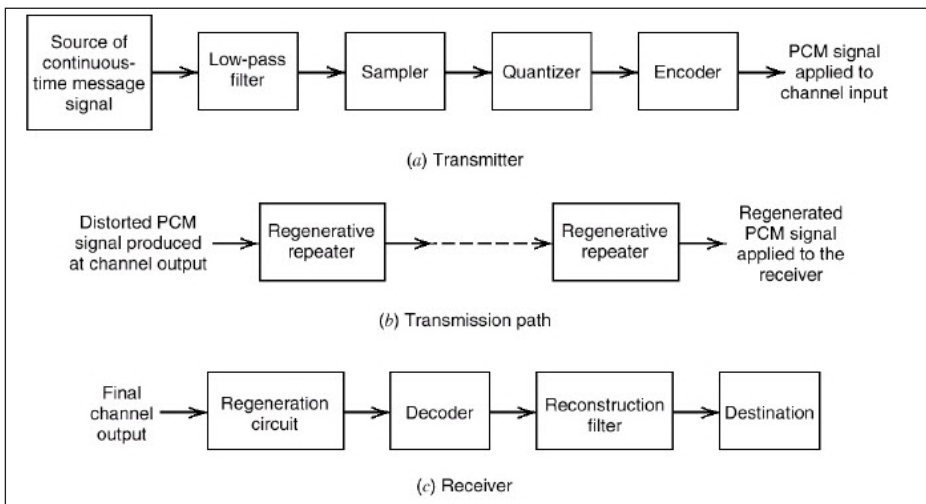 Source of
continuous-
time message
signal
Low-pass
filter
Sampler
Quantizer
Encoder
PCM signal
applied to
channel input
(a) Transmitter
Distorted PCM
signal produced
at channel output
Regenerative
repeater
Regenerative
repeater
Regenerated
PCM signal
applied to the
receiver
(b) Transmission path
Final
channel
output
Regeneration
circuit
Decoder
Reconstruction
filter
Destination
(c) Receiver